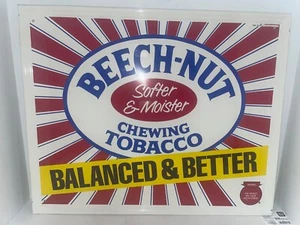 BEECH-NUT
Softer
& Moister
CHEWING
TOBACCO
BALANCED & BETTER